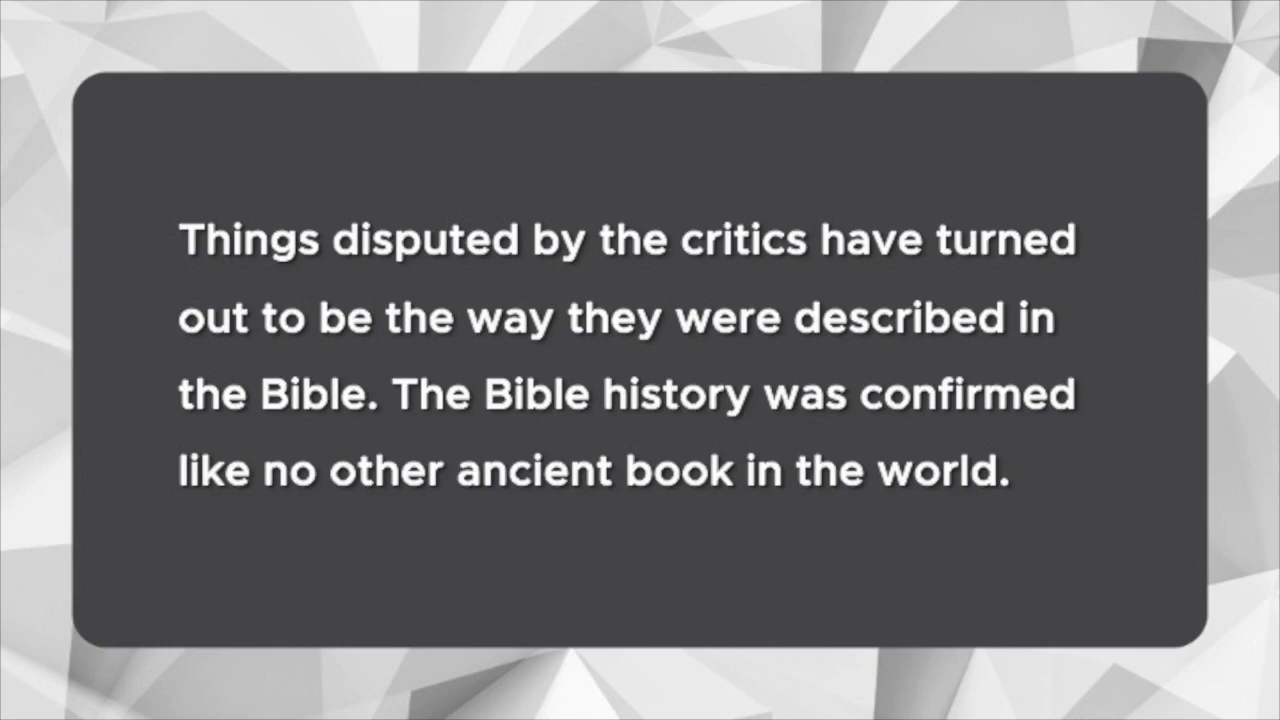 Things disputed by the critics have turned
out to be the way they were described in
the Bible. The Bible history was confirmed
like no other ancient book in the world.